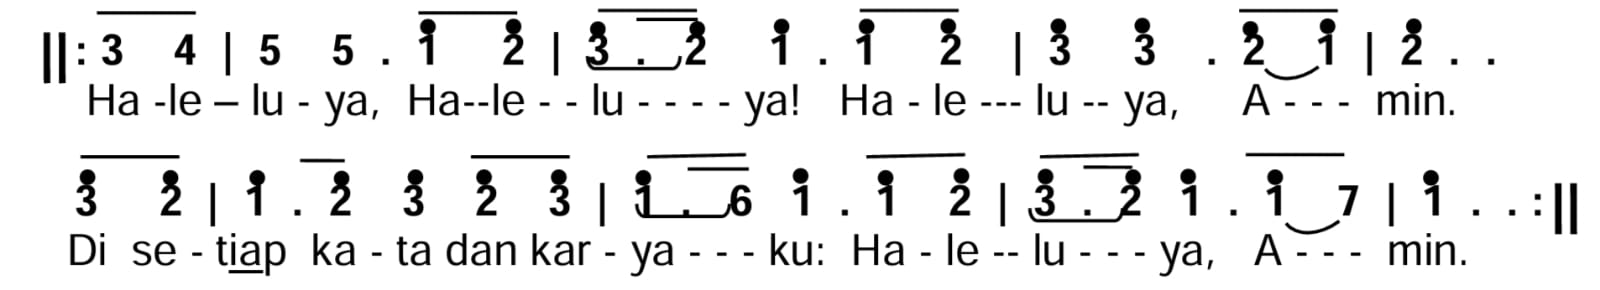 ||: 3 4 | 5 5 . 1̇ 2̇ | 3̇ . 2̇ 1̇ . 1̇ 2̇ | 3̇ 3̇ . 2̇ 1̇ | 2̇ . .
Ha -le – lu - ya, Ha--le - - lu - - - - ya! Ha - le --- lu -- ya, A - - - min.
3̇ 2̇ | 1̇ . 2̇ 3̇ 2̇ 3̇ | 1̇ . 6 1̇ . 1̇ 2̇ | 3̇ . 2̇ 1̇ . 1̇ 7 | 1̇ . . :||
Di se - tiap ka - ta dan kar - ya - - - ku: Ha - le -- lu - - - ya, A - - - min.